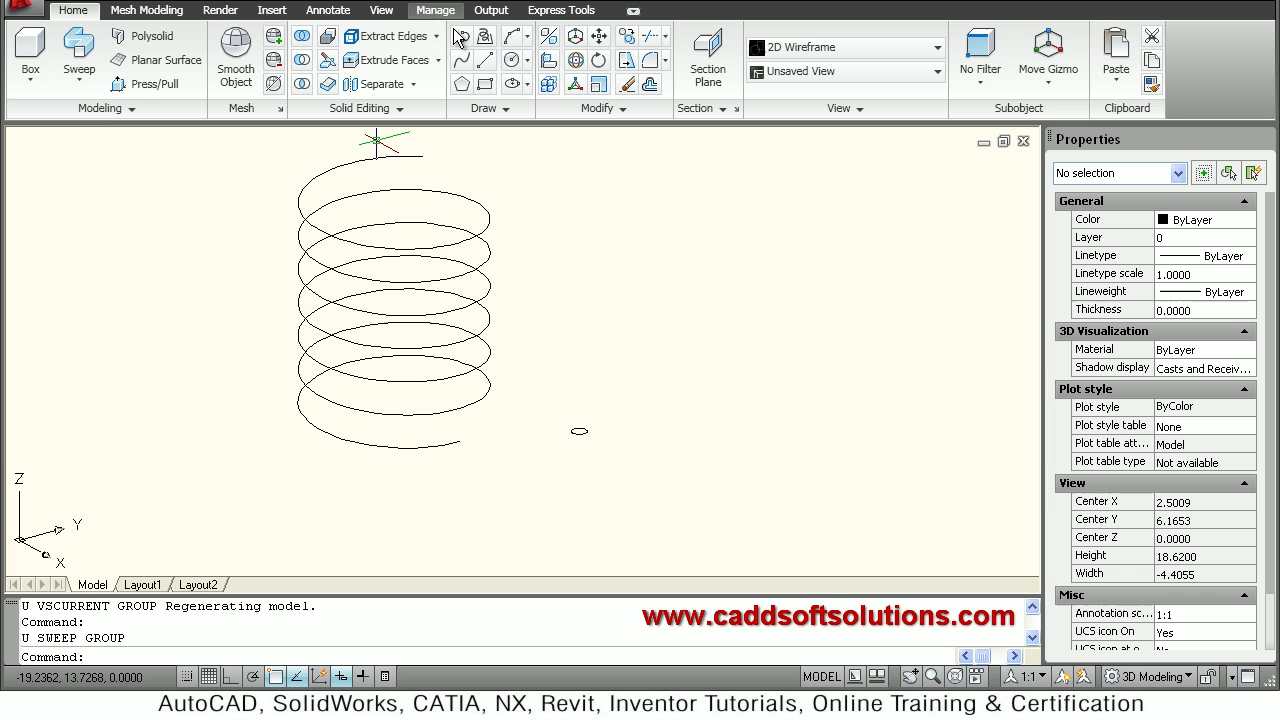 Home Mesh Modeling Render Insert Annotate View Manage Output Express Tools
Polysolid Extract Edges 2D Wireframe
Planar Surface Extrude Faces
Box Sweep Smooth Object Section Plane No Filter Move Gizmo Paste
Unsaved View
Press/Pull Separate
Modeling Mesh Solid Editing Draw Modify Section View Subobject Clipboard
Properties
No selection
General
Color ByLayer
Layer 0
Linetype ByLayer
Linetype scale 1.0000
Lineweight ByLayer
Thickness 0.0000
3D Visualization
Material ByLayer
Shadow display Casts and Receiv...
Plot style
Plot style ByColor
Plot style table None
Plot table att... Model
Plot table type Not available
View
Center X 2.5009
Center Y 6.1653
Center Z 0.0000
Height 18.6200
Width -4.4055
Misc
Annotation sc... 1:1
UCS icon On Yes
Z
Y
X
Model Layout1 Layout2
U VSCURRENT GROUP Regenerating model.
Command:
U SWEEP GROUP
Command:
www.caddsoftsolutions.com
-19.2362, 13.7268, 0.0000 MODEL 1:1 3D Modeling
AutoCAD, SolidWorks, CATIA, NX, Revit, Inventor Tutorials, Online Training & Certification